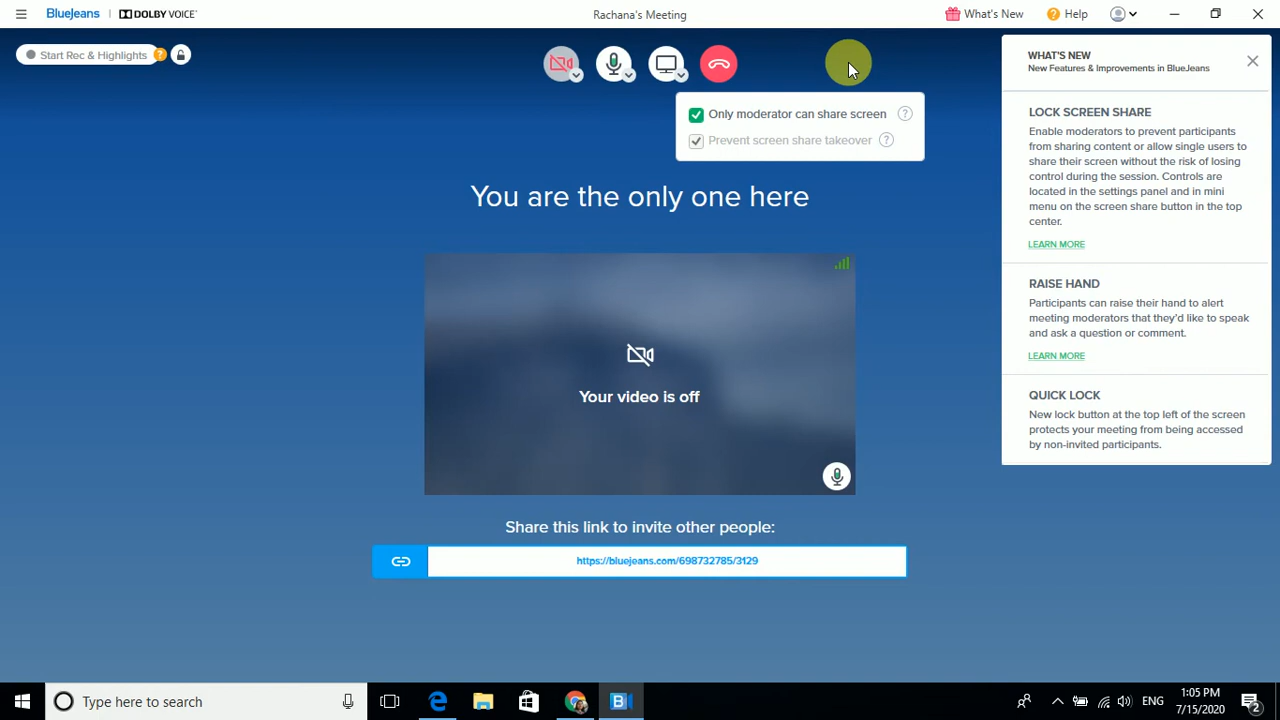 BlueJeans | DOLBY VOICE®
Rachana's Meeting
What's New
? Help
Start Rec & Highlights ?
Only moderator can share screen ?
Prevent screen share takeover ?
You are the only one here
Your video is off
Share this link to invite other people:
https://bluejeans.com/698732785/3129
WHAT'S NEW
New Features & Improvements in BlueJeans
LOCK SCREEN SHARE
Enable moderators to prevent participants
from sharing content or allow single users to
share their screen without the risk of losing
control during the session. Controls are
located in the settings panel and in mini
menu on the screen share button in the top
center.
LEARN MORE
RAISE HAND
Participants can raise their hand to alert
meeting moderators that they'd like to speak
and ask a question or comment.
LEARN MORE
QUICK LOCK
New lock button at the top left of the screen
protects your meeting from being accessed
by non-invited participants.
Type here to search
B
ENG
1:05 PM
7/15/2020
2